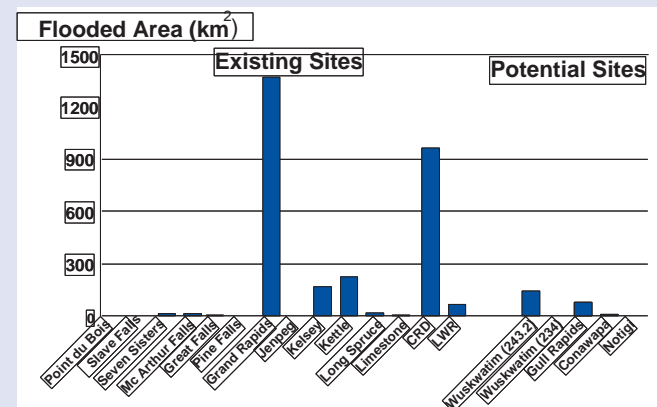 Flooded Area (km²)
Existing Sites
Potential Sites
1500
1200
900
600
300
0
Point du Bois
Slave Falls
Seven Sisters
Mc Arthur Falls
Great Falls
Pine Falls
Grand Rapids
Jenpeg
Kelsey
Kettle
Long Spruce
Limestone
CRD
LWR
Wuskwatim (243.2)
Wuskwatim (234)
Gull Rapids
Conawapa
Notigi